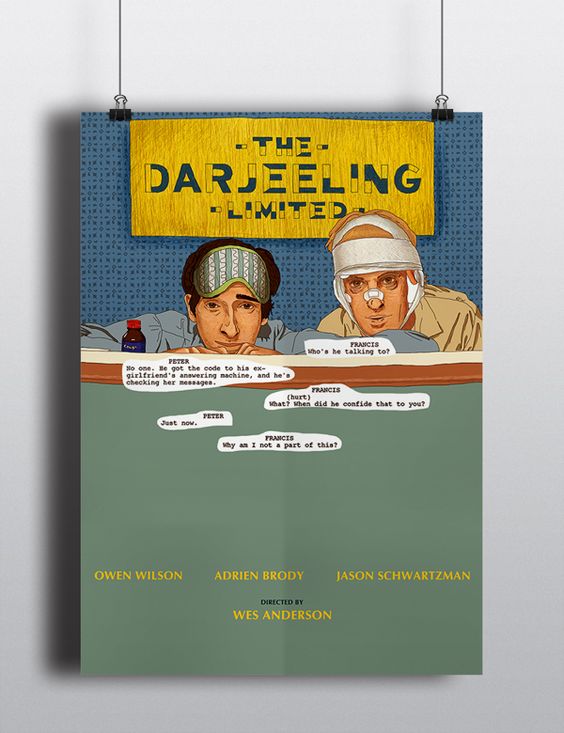 -THE-
DARJEELING
-LIMITED-
FRANCIS
Who's he talking to?
PETER
No one. He got the code to his ex-
girlfriend's answering machine, and he's
checking her messages.
FRANCIS
(hurt)
What? When did he confide that to you?
PETER
Just now.
FRANCIS
Why am I not a part of this?
OWEN WILSON ADRIEN BRODY JASON SCHWARTZMAN
DIRECTED BY
WES ANDERSON